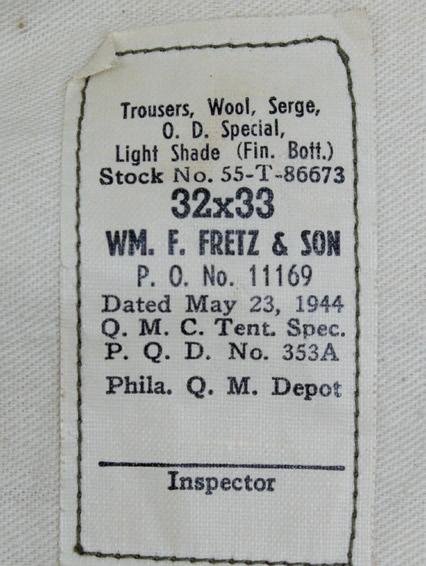 Trousers, Wool, Serge,
O. D. Special,
Light Shade (Fin. Bott.)
Stock No. 55-T-86673
32x33
WM. F. FRETZ & SON
P. O. No. 11169
Dated May 23, 1944
Q. M. C. Tent. Spec.
P. Q. D. No. 353A
Phila. Q. M. Depot
Inspector